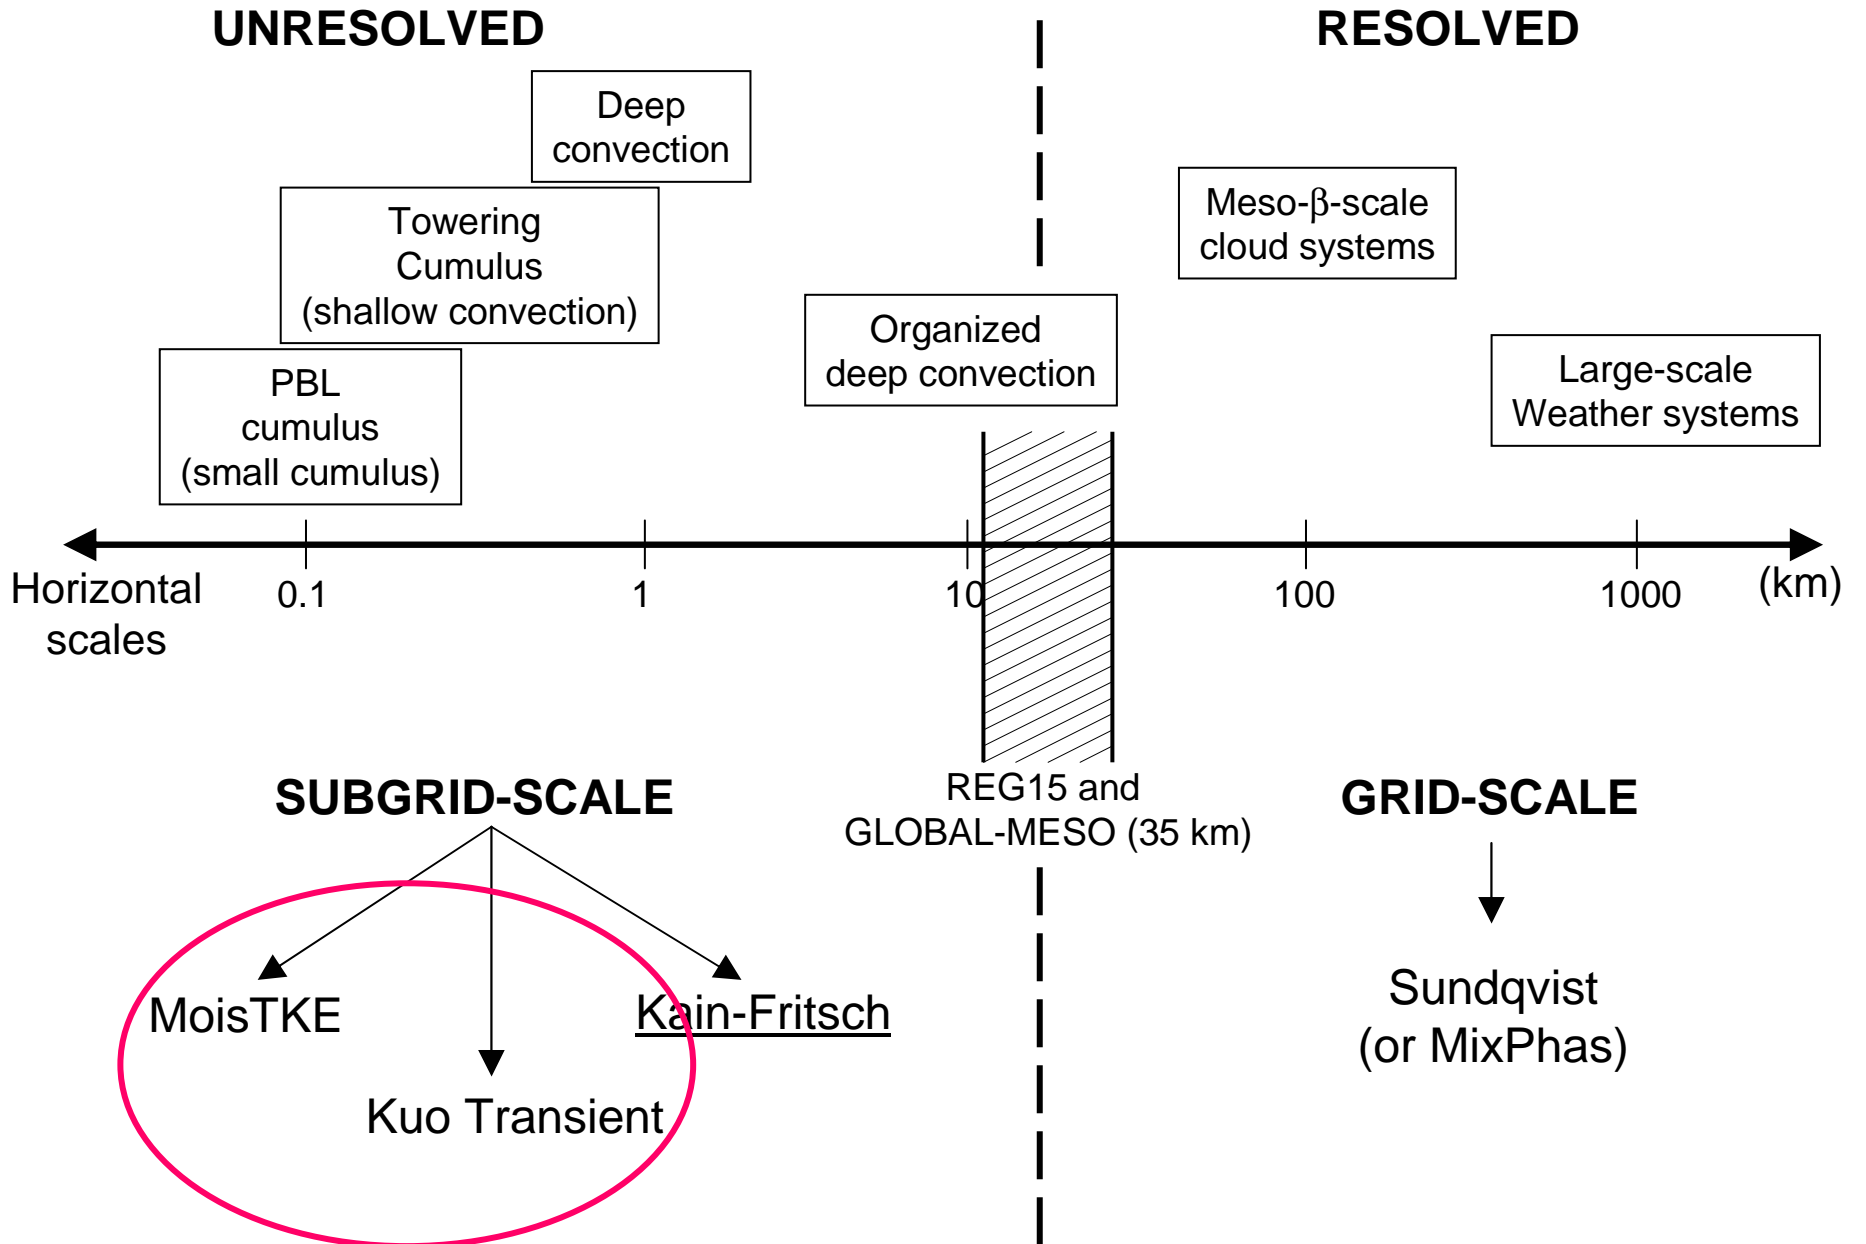 UNRESOLVED
RESOLVED
Deep
convection
Towering
Cumulus
(shallow convection)
PBL
cumulus
(small cumulus)
Organized
deep convection
Meso-β-scale
cloud systems
Large-scale
Weather systems
Horizontal
scales
0.1
1
10
100
1000
(km)
REG15 and
GLOBAL-MESO (35 km)
SUBGRID-SCALE
GRID-SCALE
MoisTKE
Kuo Transient
Kain-Fritsch
Sundqvist
(or MixPhas)